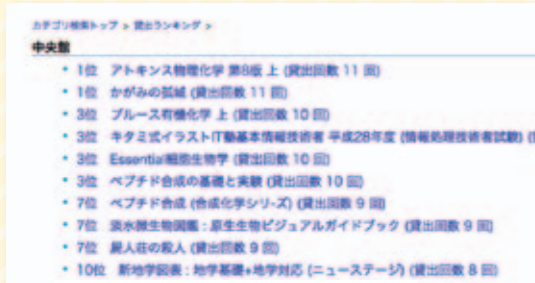 カテゴリ検索トップ > 貸出ランキング >
中央館
• 1位 アトキンス物理化学 第8版 上 (貸出回数 11 回)
• 1位 かがみの孤城 (貸出回数 11 回)
• 3位 ブルース有機化学 上 (貸出回数 10 回)
• 3位 キタミ式イラストIT塾基本情報技術者 平成28年度 (情報処理技術者試験) (
• 3位 Essential細胞生物学 (貸出回数 10 回)
• 3位 ペプチド合成の基礎と実験 (貸出回数 10 回)
• 7位 ペプチド合成 (合成化学シリーズ) (貸出回数 9 回)
• 7位 淡水微生物図鑑 : 原生生物ビジュアルガイドブック (貸出回数 9 回)
• 7位 屍人荘の殺人 (貸出回数 9 回)
• 10位 新地学図表 : 地学基礎+地学対応 (ニューステージ) (貸出回数 8 回)